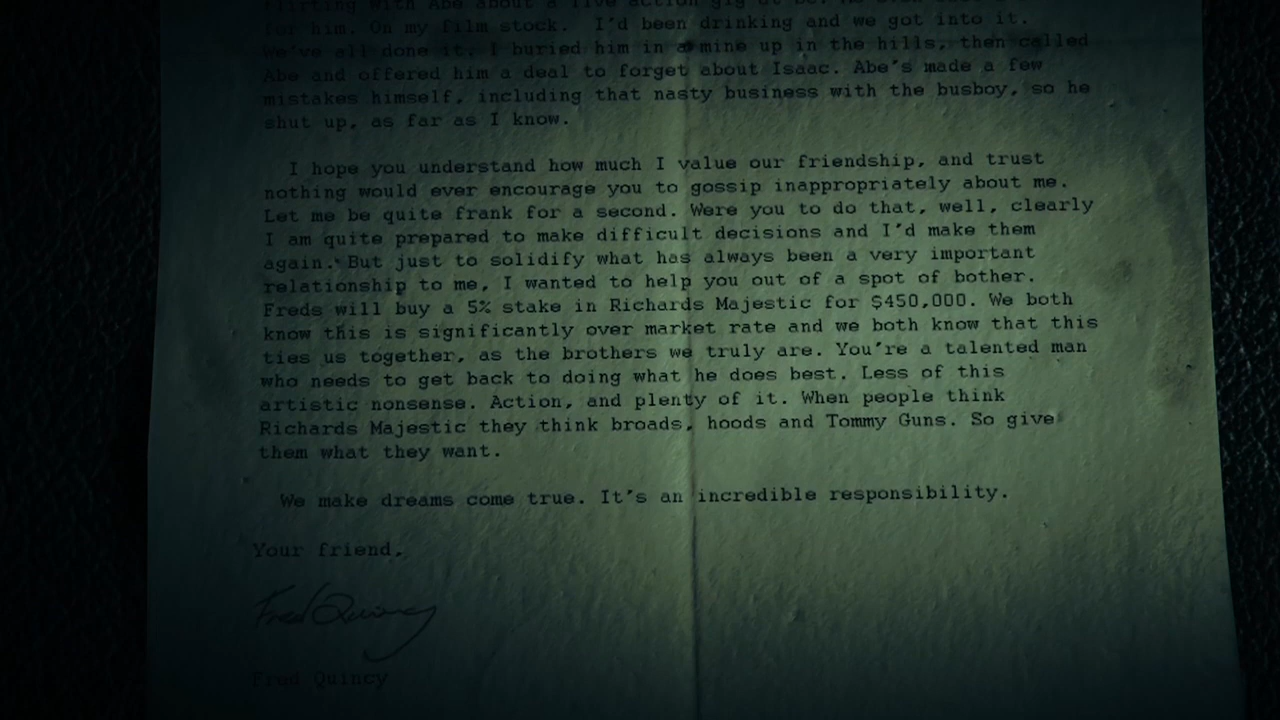 flirting with Abe about a live action gig
for him. On my film stock.  I'd been drinking and we got into it.
We've all done it. I buried him in a mine up in the hills, then called
Abe and offered him a deal to forget about Isaac. Abe's made a few
mistakes himself, including that nasty business with the busboy, so he
shut up, as far as I know.
I hope you understand how much I value our friendship, and trust
nothing would ever encourage you to gossip inappropriately about me.
Let me be quite frank for a second. Were you to do that, well, clearly
I am quite prepared to make difficult decisions and I'd make them
again. But just to solidify what has always been a very important
relationship to me, I wanted to help you out of a spot of bother.
Freds will buy a 5% stake in Richards Majestic for $450,000. We both
know this is significantly over market rate and we both know that this
ties us together, as the brothers we truly are. You're a talented man
who needs to get back to doing what he does best. Less of this
artistic nonsense. Action, and plenty of it. When people think
Richards Majestic they think broads, hoods and Tommy Guns. So give
them what they want.
We make dreams come true. It's an incredible responsibility.
Your friend,
Fred Quincy
Fred Quincy